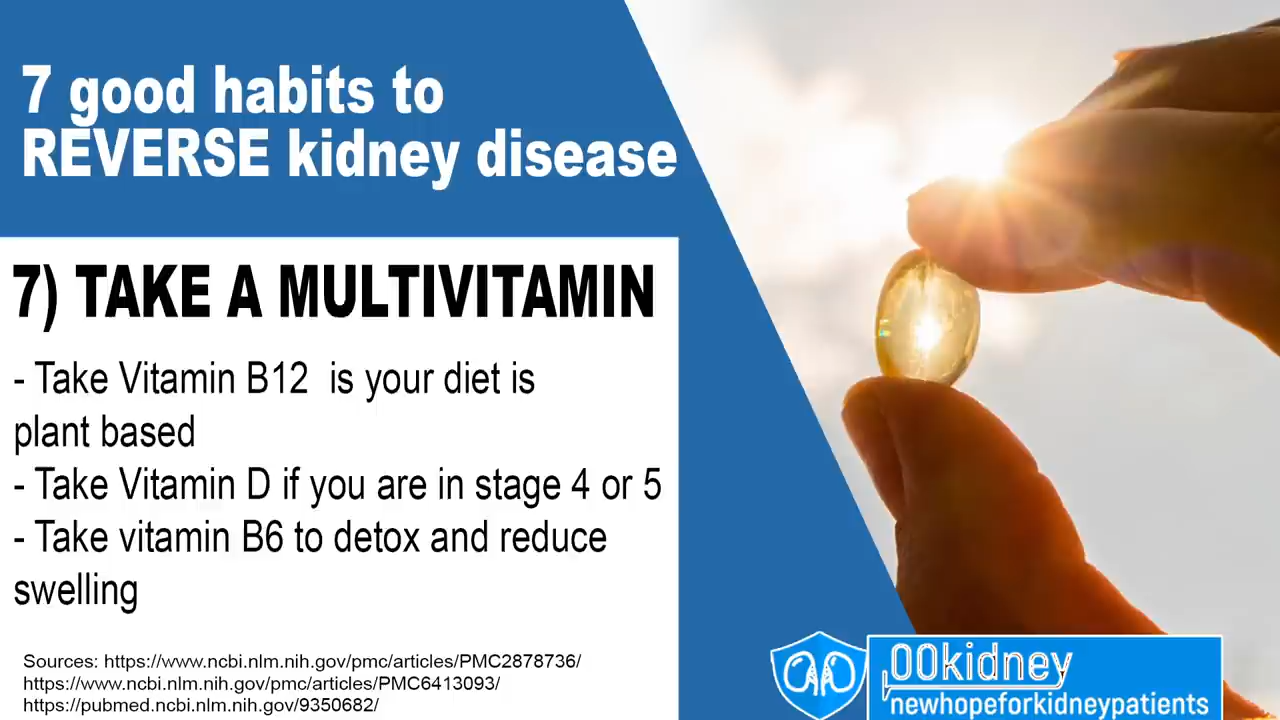 7 good habits to
REVERSE kidney disease
7) TAKE A MULTIVITAMIN
- Take Vitamin B12  is your diet is
plant based
- Take Vitamin D if you are in stage 4 or 5
- Take vitamin B6 to detox and reduce
swelling
Sources: https://www.ncbi.nlm.nih.gov/pmc/articles/PMC2878736/
https://www.ncbi.nlm.nih.gov/pmc/articles/PMC6413093/
https://pubmed.ncbi.nlm.nih.gov/9350682/
00kidney
newhopeforkidneypatients